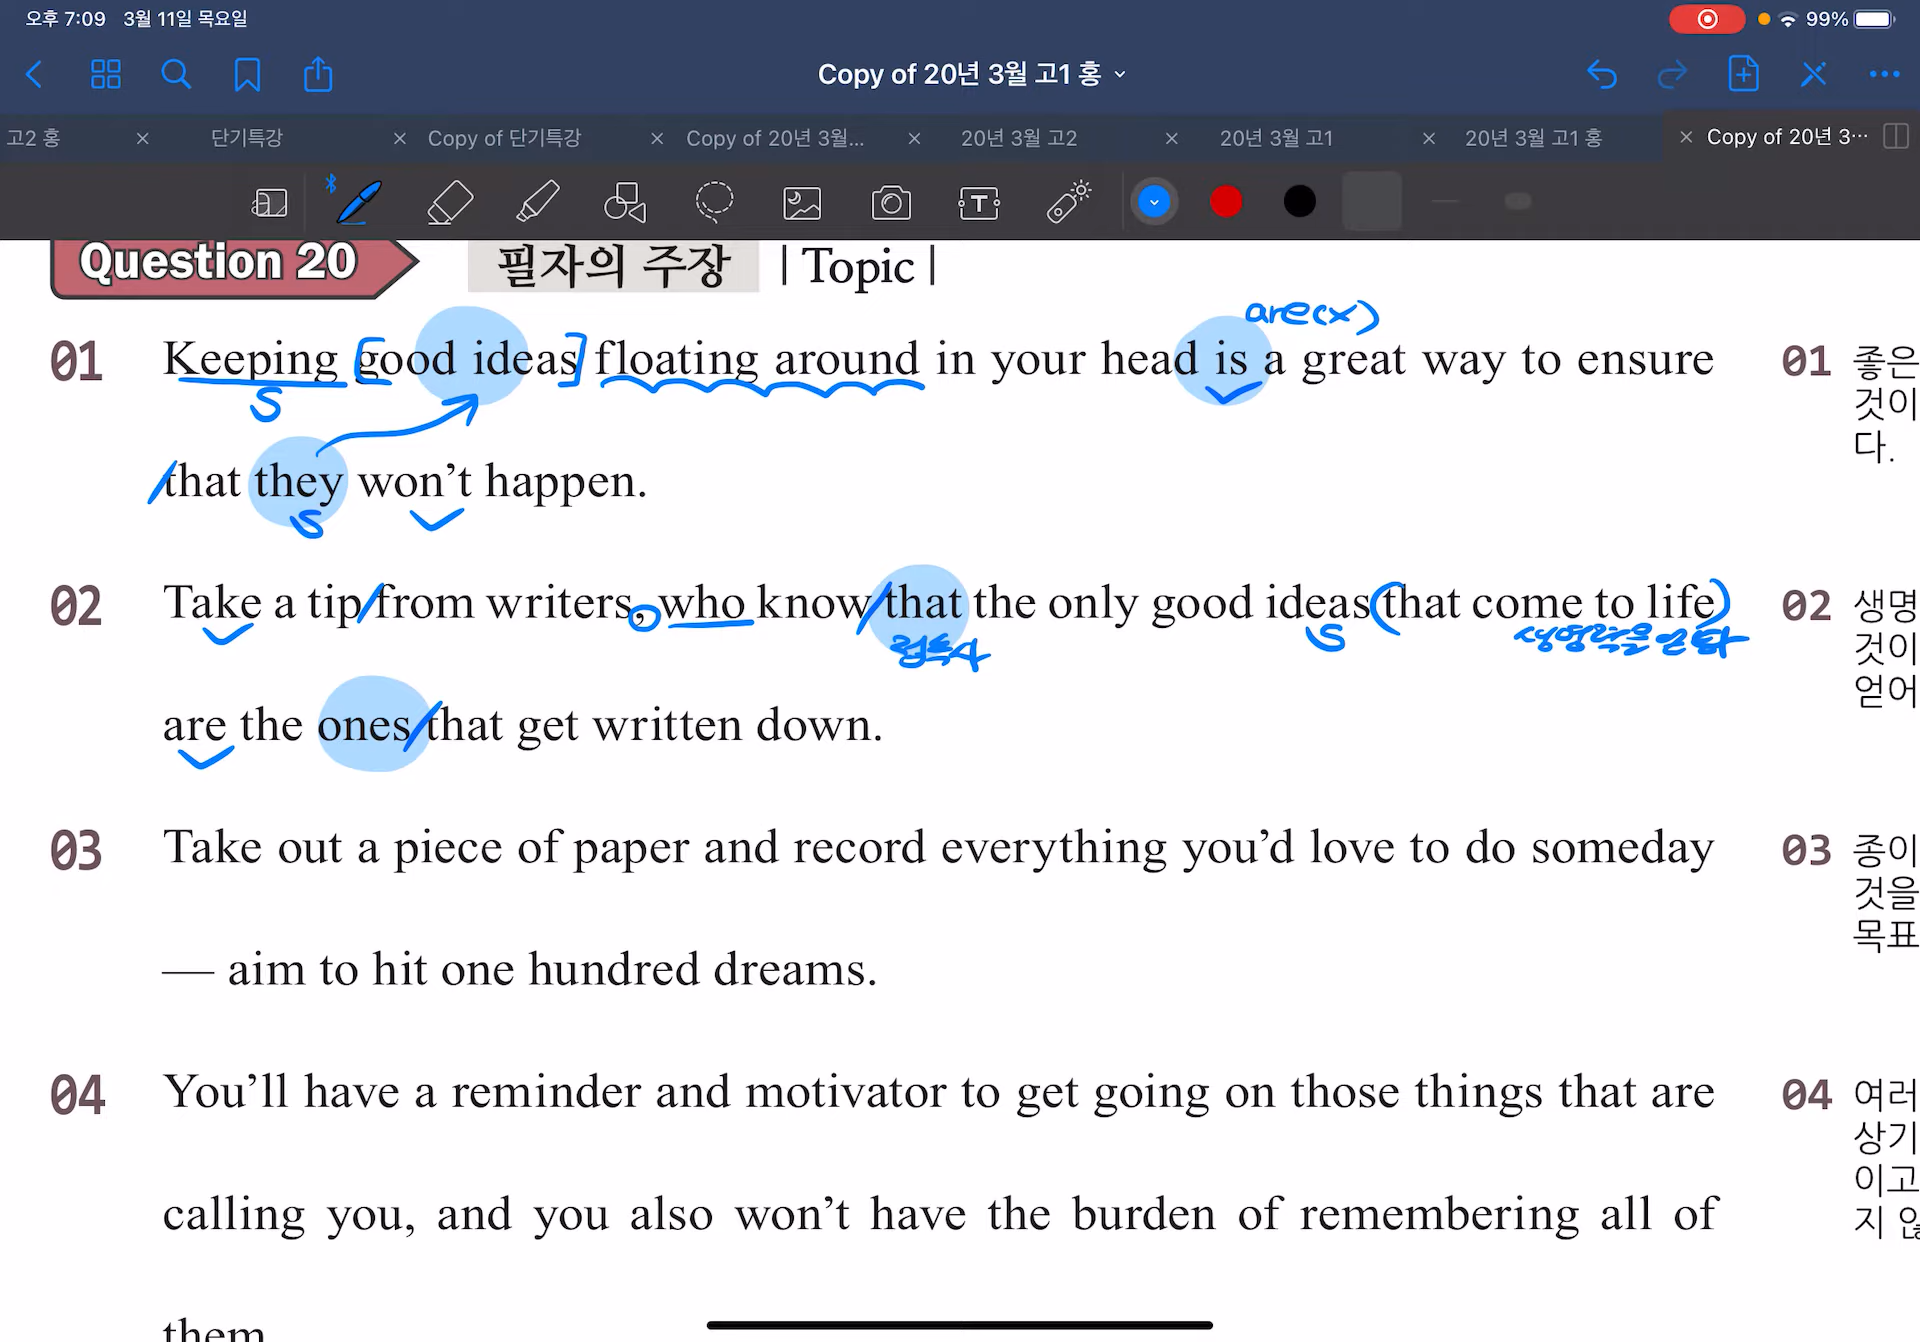 오후 7:09 3월 11일 목요일
99%
Copy of 20년 3월 고1 홍
고2 홍
단기특강
Copy of 단기특강
Copy of 20년 3월...
20년 3월 고2
20년 3월 고1
20년 3월 고1 홍
Copy of 20년 3...
Question 20 필자의 주장 | Topic |
are(x)
01 Keeping [good ideas] floating around in your head is a great way to ensure
S
that they won't happen.
S
02 Take a tip/from writers, who know/that the only good ideas (that come to life)
접속사 S 생명력을 얻다
are the ones/that get written down.
03 Take out a piece of paper and record everything you'd love to do someday
— aim to hit one hundred dreams.
04 You'll have a reminder and motivator to get going on those things that are
calling you, and you also won't have the burden of remembering all of
them
01 좋은
것이
다.
02 생명
것이
얻어
03 종이
것을
목표
04 여러
상기
이고
지 않